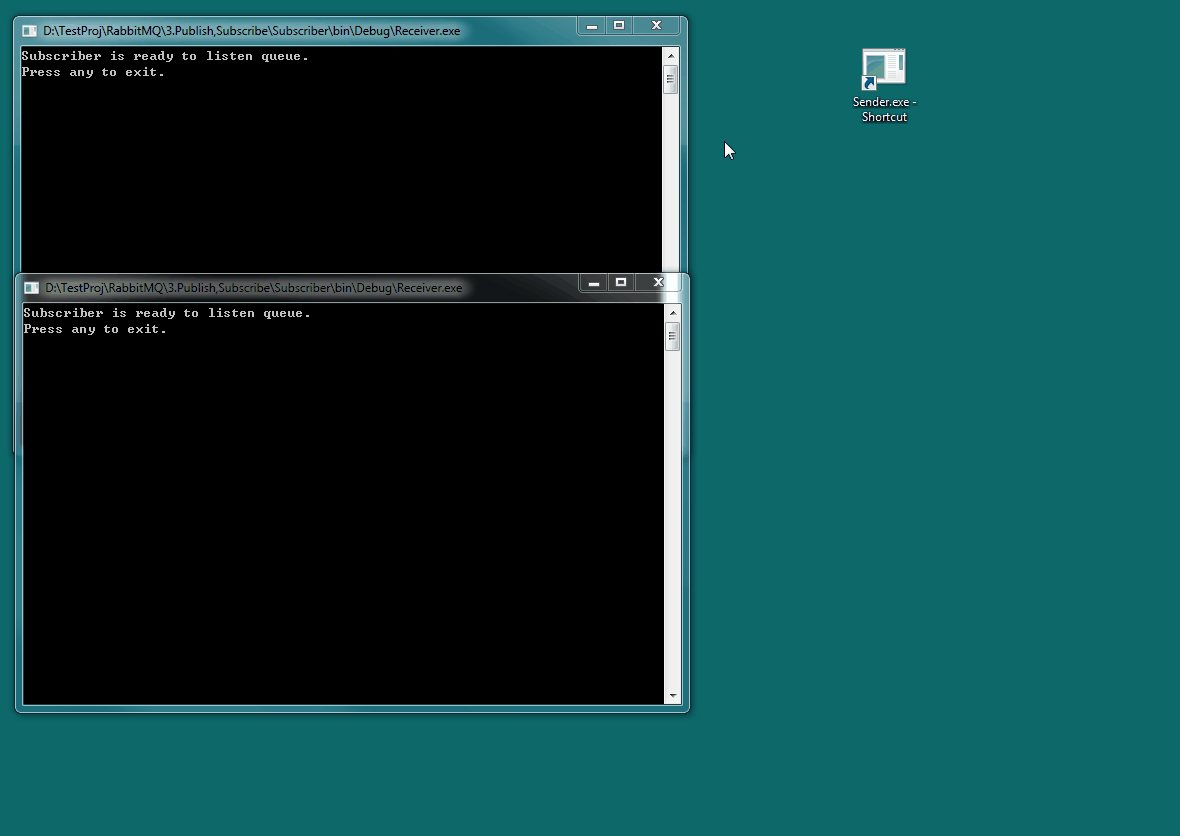 D:\TestProj\RabbitMQ\3.Publish,Subscribe\Subscriber\bin\Debug\Receiver.exe
Subscriber is ready to listen queue.
Press any to exit.
D:\TestProj\RabbitMQ\3.Publish,Subscribe\Subscriber\bin\Debug\Receiver.exe
Subscriber is ready to listen queue.
Press any to exit.
Sender.exe -
Shortcut